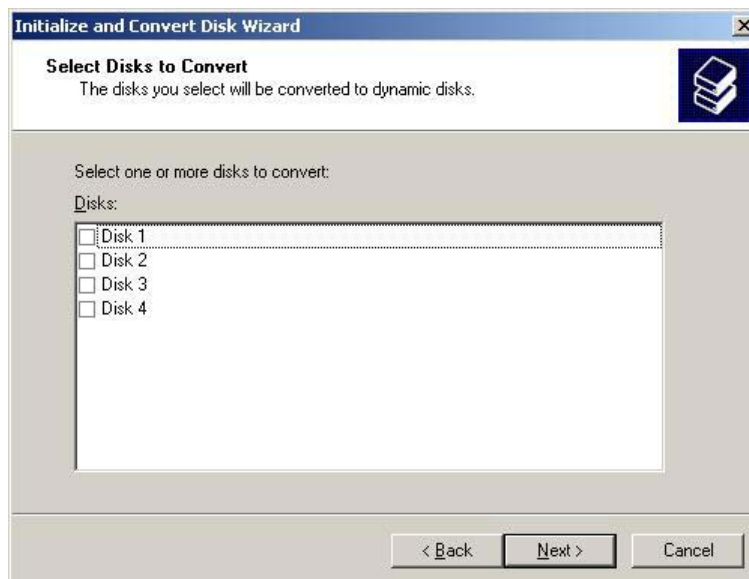 Initialize and Convert Disk Wizard
Select Disks to Convert
The disks you select will be converted to dynamic disks.
Select one or more disks to convert:
Disks:
Disk 1
Disk 2
Disk 3
Disk 4
< Back Next > Cancel